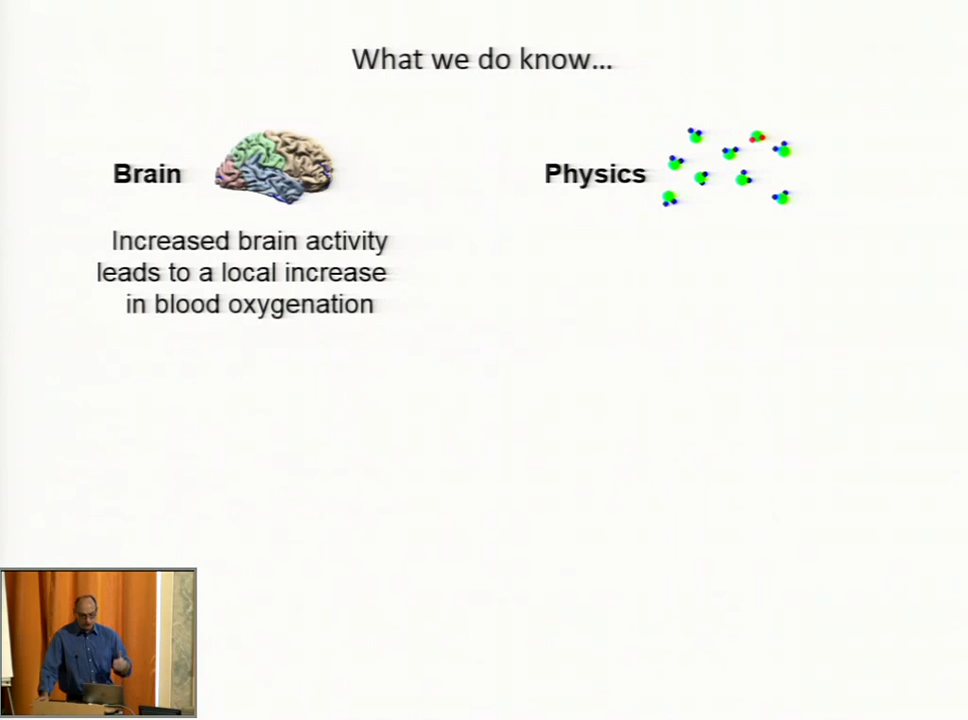 What we do know...
Brain
Physics
Increased brain activity
leads to a local increase
in blood oxygenation